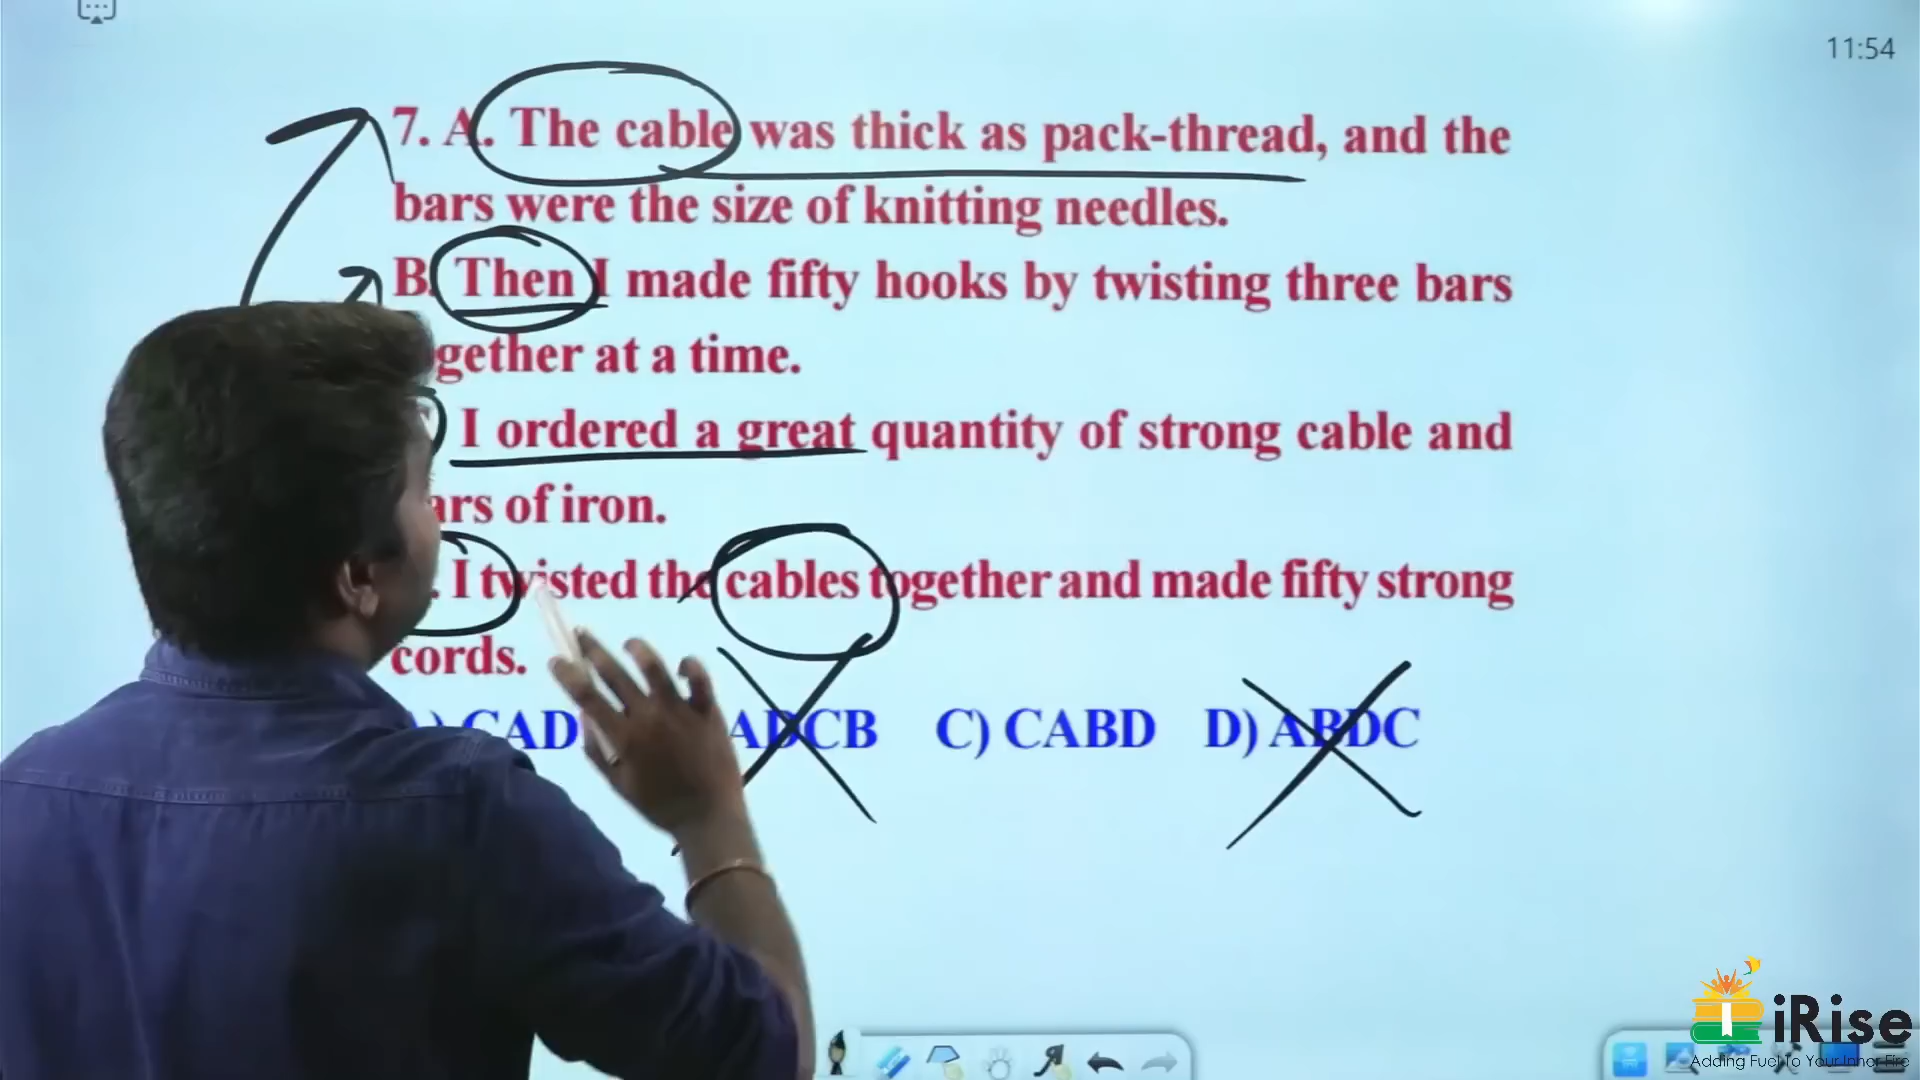 11:54
7. A. The cable was thick as pack-thread, and the
bars were the size of knitting needles.
B. Then I made fifty hooks by twisting three bars
gether at a time.
I ordered a great quantity of strong cable and
ars of iron.
. I twisted the cables together and made fifty strong
cords.
) CAD ADCB C) CABD D) ABDC
iRise
Adding Fuel To Your Inner Fire